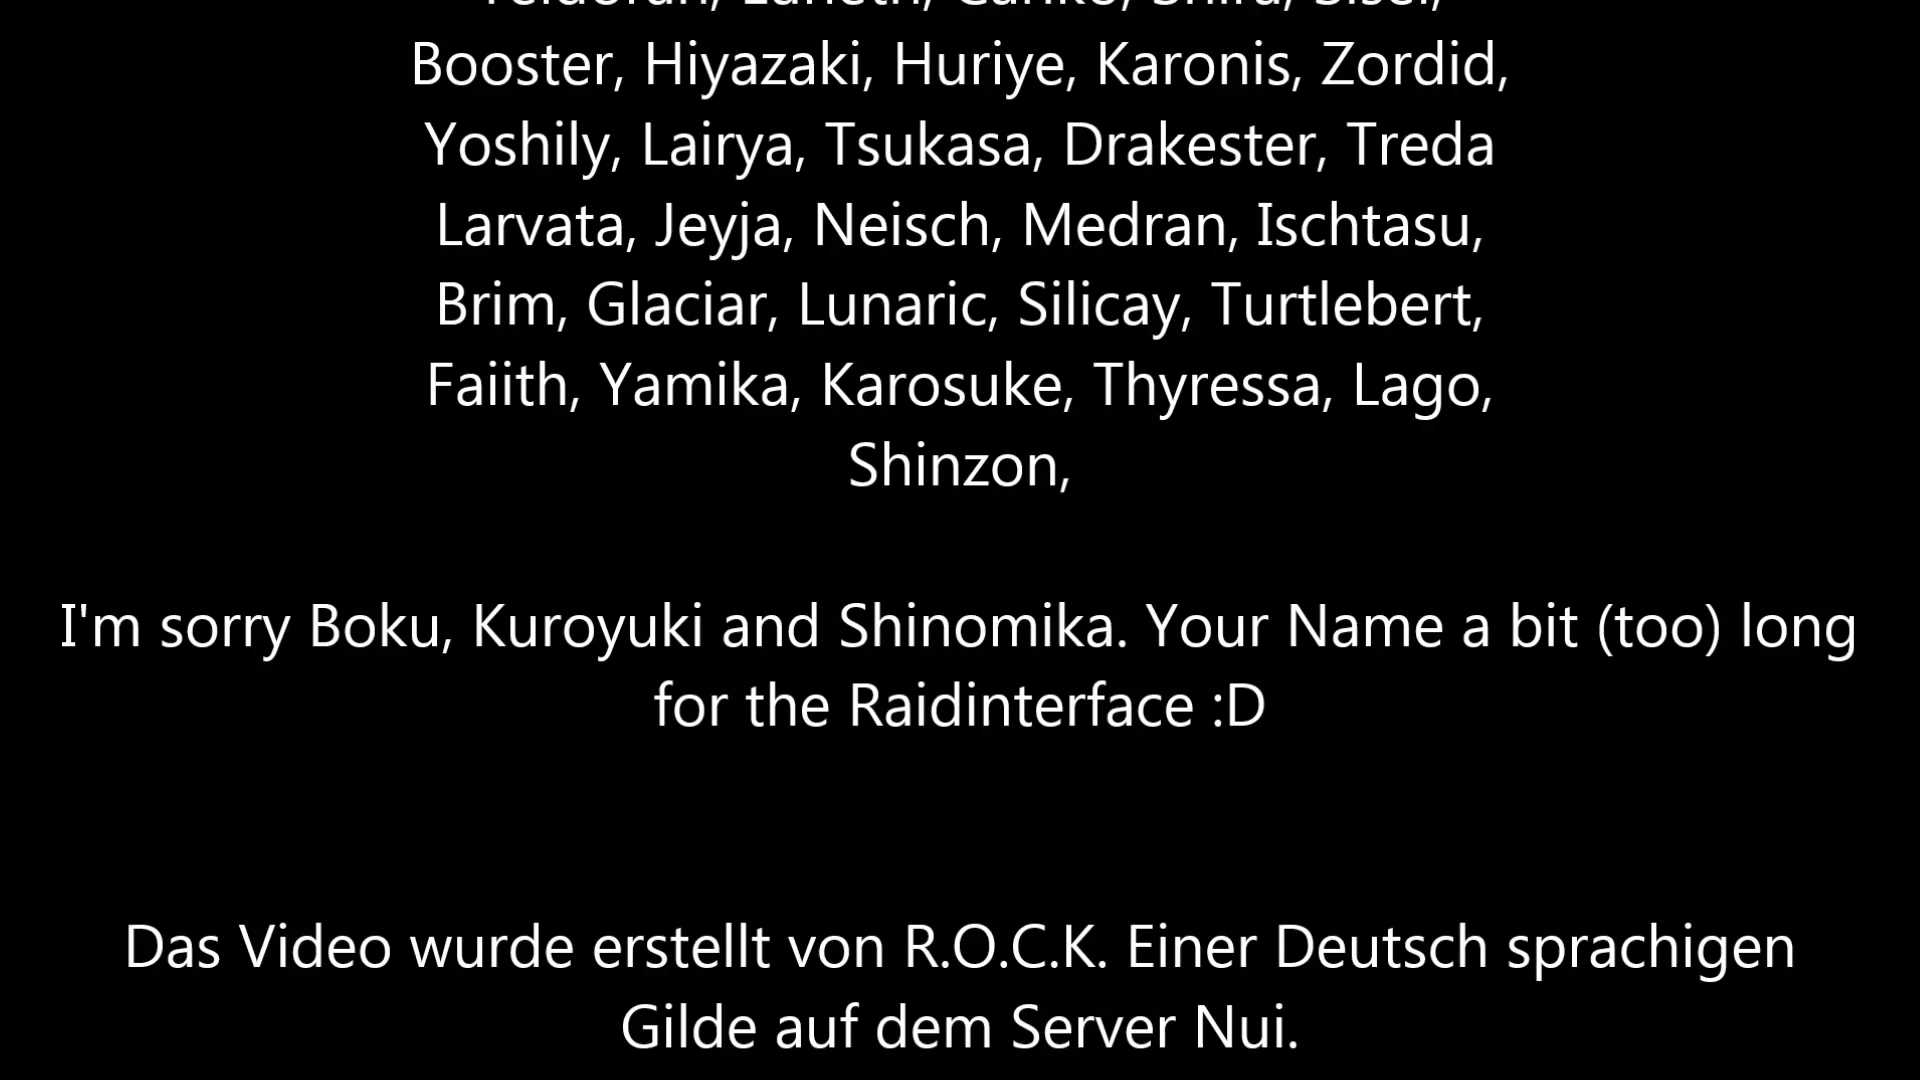 Booster, Hiyazaki, Huriye, Karonis, Zordid,
Yoshily, Lairya, Tsukasa, Drakester, Treda
Larvata, Jeyja, Neisch, Medran, Ischtasu,
Brim, Glaciar, Lunaric, Silicay, Turtlebert,
Faiith, Yamika, Karosuke, Thyressa, Lago,
Shinzon,
I'm sorry Boku, Kuroyuki and Shinomika. Your Name a bit (too) long
for the Raidinterface :D
Das Video wurde erstellt von R.O.C.K. Einer Deutsch sprachigen
Gilde auf dem Server Nui.